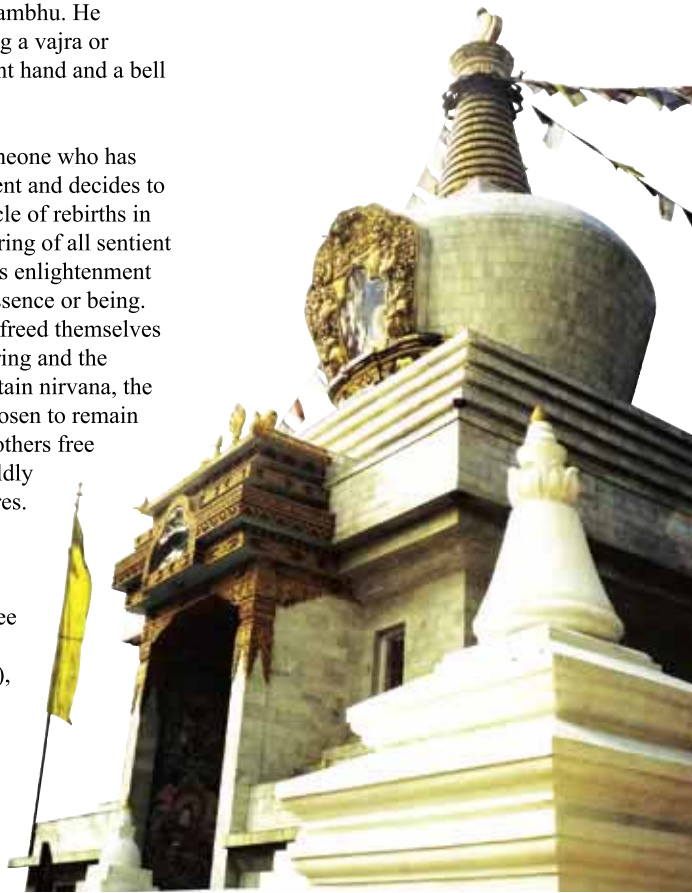 ambhu. He
g a vajra or
nt hand and a bell
neone who has
ent and decides to
cle of rebirths in
ring of all sentient
s enlightenment
ssence or being.
freed themselves
ring and the
tain nirvana, the
osen to remain
others free
ldly
res.
ee
),